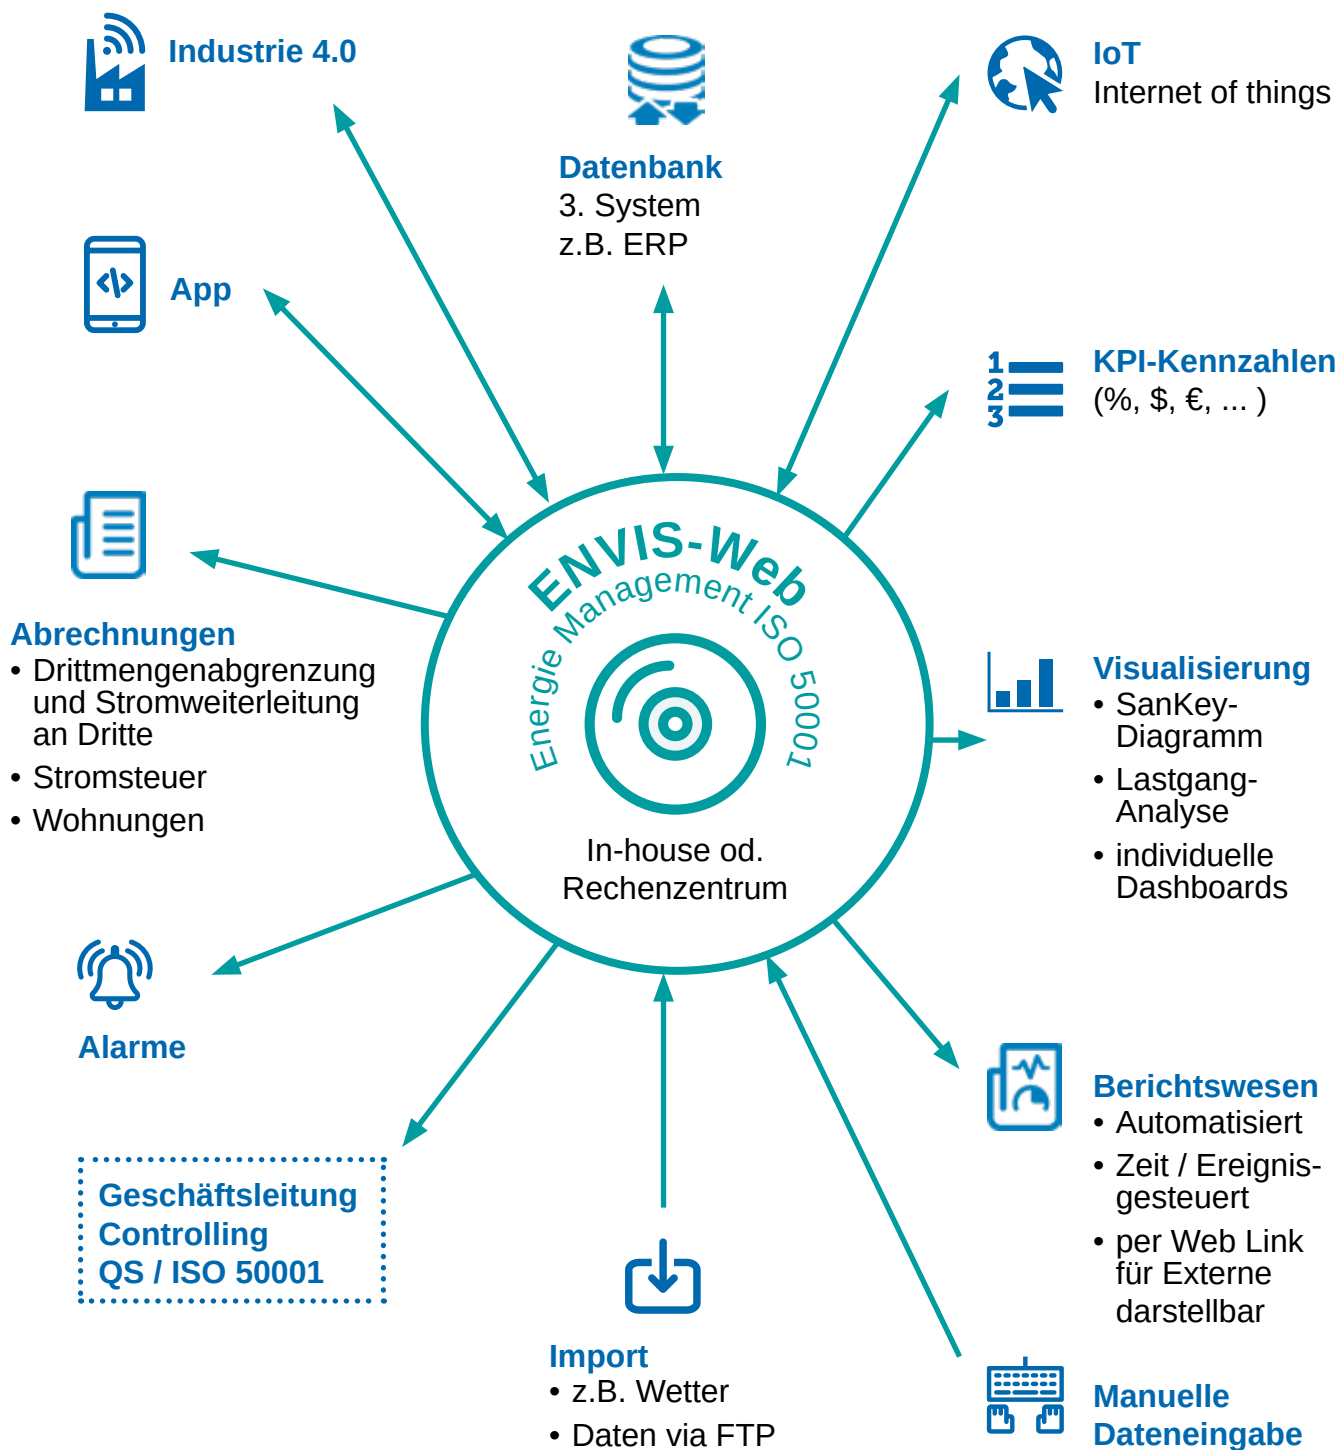 Industrie 4.0
Datenbank
3. System
z.B. ERP
IoT
Internet of things
App
KPI-Kennzahlen
(%, $, €, ... )
ENVIS-Web
Energie Management ISO 50001
In-house od.
Rechenzentrum
Abrechnungen
• Drittmengenabgrenzung
und Stromweiterleitung
an Dritte
• Stromsteuer
• Wohnungen
Visualisierung
• SanKey-
Diagramm
• Lastgang-
Analyse
• individuelle
Dashboards
Alarme
Berichtswesen
• Automatisiert
• Zeit / Ereignis-
gesteuert
• per Web Link
für Externe
darstellbar
Geschäftsleitung
Controlling
QS / ISO 50001
Import
• z.B. Wetter
• Daten via FTP
Manuelle
Dateneingabe
1
2
3